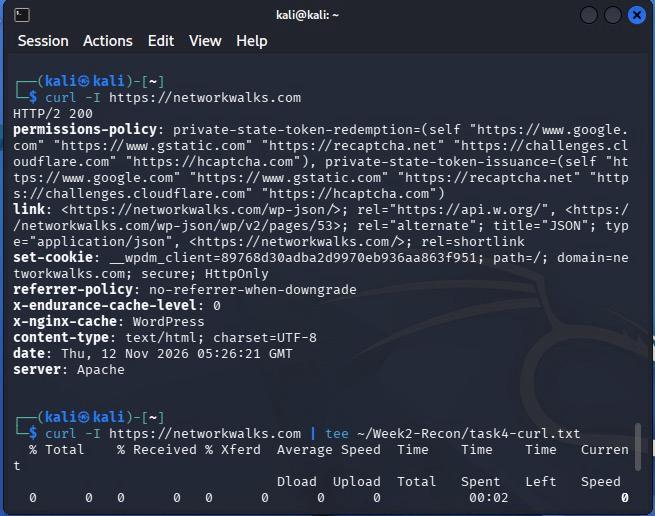 kali@kali: ~
Session Actions Edit View Help
┌──(kali㉿kali)-[~]
└─$ curl -I https://networkwalks.com
HTTP/2 200
permissions-policy: private-state-token-redemption=(self "https://www.google.
com" "https://www.gstatic.com" "https://recaptcha.net" "https://challenges.cl
oudflare.com" "https://hcaptcha.com"), private-state-token-issuance=(self "ht
tps://www.google.com" "https://www.gstatic.com" "https://recaptcha.net" "http
s://challenges.cloudflare.com" "https://hcaptcha.com")
link: <https://networkwalks.com/wp-json/>; rel="https://api.w.org/", <https:/
/networkwalks.com/wp-json/wp/v2/pages/53>; rel="alternate"; title="JSON"; typ
e="application/json", <https://networkwalks.com/>; rel=shortlink
set-cookie: __wpdm_client=89768d30adba2d9970eb936aa863f951; path=/; domain=ne
tworkwalks.com; secure; HttpOnly
referrer-policy: no-referrer-when-downgrade
x-endurance-cache-level: 0
x-nginx-cache: WordPress
content-type: text/html; charset=UTF-8
date: Thu, 12 Nov 2026 05:26:21 GMT
server: Apache
┌──(kali㉿kali)-[~]
└─$ curl -I https://networkwalks.com | tee ~/Week2-Recon/task4-curl.txt
% Total % Received % Xferd Average Speed Time Time Time Curren
t
Dload Upload Total Spent Left Speed
0 0 0 0 0 0 0 0 00:02 0